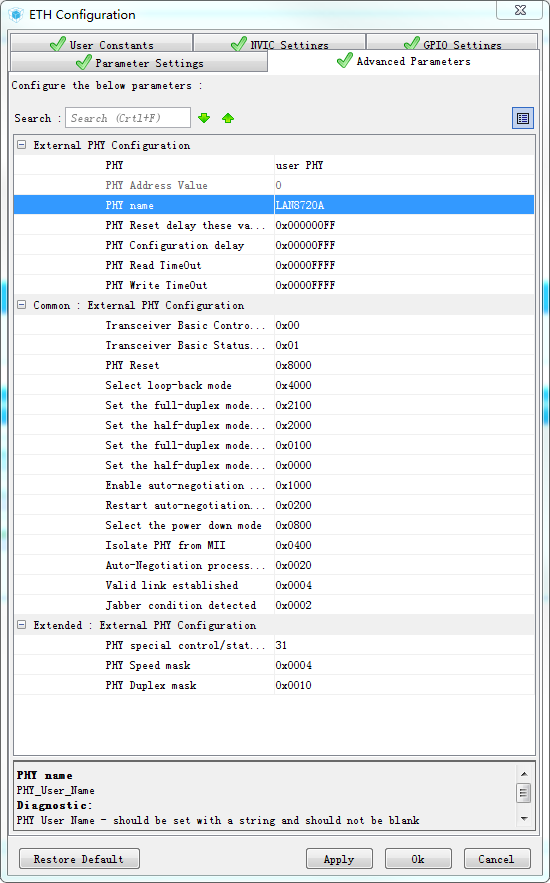 ETH Configuration
User Constants
NVIC Settings
GPIO Settings
Parameter Settings
Advanced Parameters
Configure the below parameters :
Search :
Search (Crtl+F)
External PHY Configuration
PHY user PHY
PHY Address Value 0
PHY name LAN8720A
PHY Reset delay these va... 0x000000FF
PHY Configuration delay 0x00000FFF
PHY Read TimeOut 0x0000FFFF
PHY Write TimeOut 0x0000FFFF
Common : External PHY Configuration
Transceiver Basic Contro... 0x00
Transceiver Basic Status... 0x01
PHY Reset 0x8000
Select loop-back mode 0x4000
Set the full-duplex mode... 0x2100
Set the half-duplex mode... 0x2000
Set the full-duplex mode... 0x0100
Set the half-duplex mode... 0x0000
Enable auto-negotiation ... 0x1000
Restart auto-negotiation... 0x0200
Select the power down mode 0x0800
Isolate PHY from MII 0x0400
Auto-Negotiation process... 0x0020
Valid link established 0x0004
Jabber condition detected 0x0002
Extended : External PHY Configuration
PHY special control/stat... 31
PHY Speed mask 0x0004
PHY Duplex mask 0x0010
PHY name
PHY_User_Name
Diagnostic:
PHY User Name - should be set with a string and should not be blank
Restore Default
Apply
Ok
Cancel